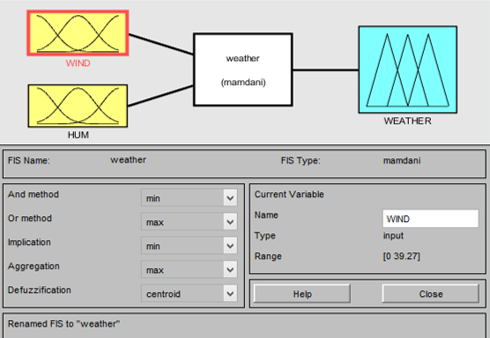 WIND
HUM
weather
(mamdani)
WEATHER
FIS Name: weather FIS Type: mamdani
And method min
Or method max
Implication min
Aggregation max
Defuzzification centroid
Current Variable
Name WIND
Type input
Range [0 39.27]
Help Close
Renamed FIS to "weather"